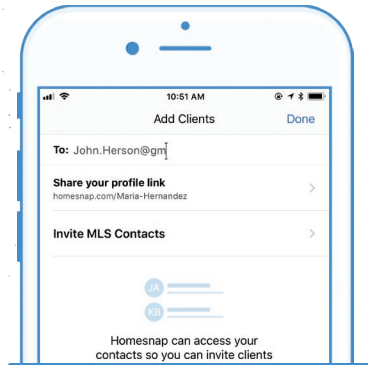 10:51 AM
Add Clients
Done
To: John.Herson@gm
Share your profile link
homesnap.com/Maria-Hernandez
Invite MLS Contacts
JA
KB
Homesnap can access your
contacts so you can invite clients